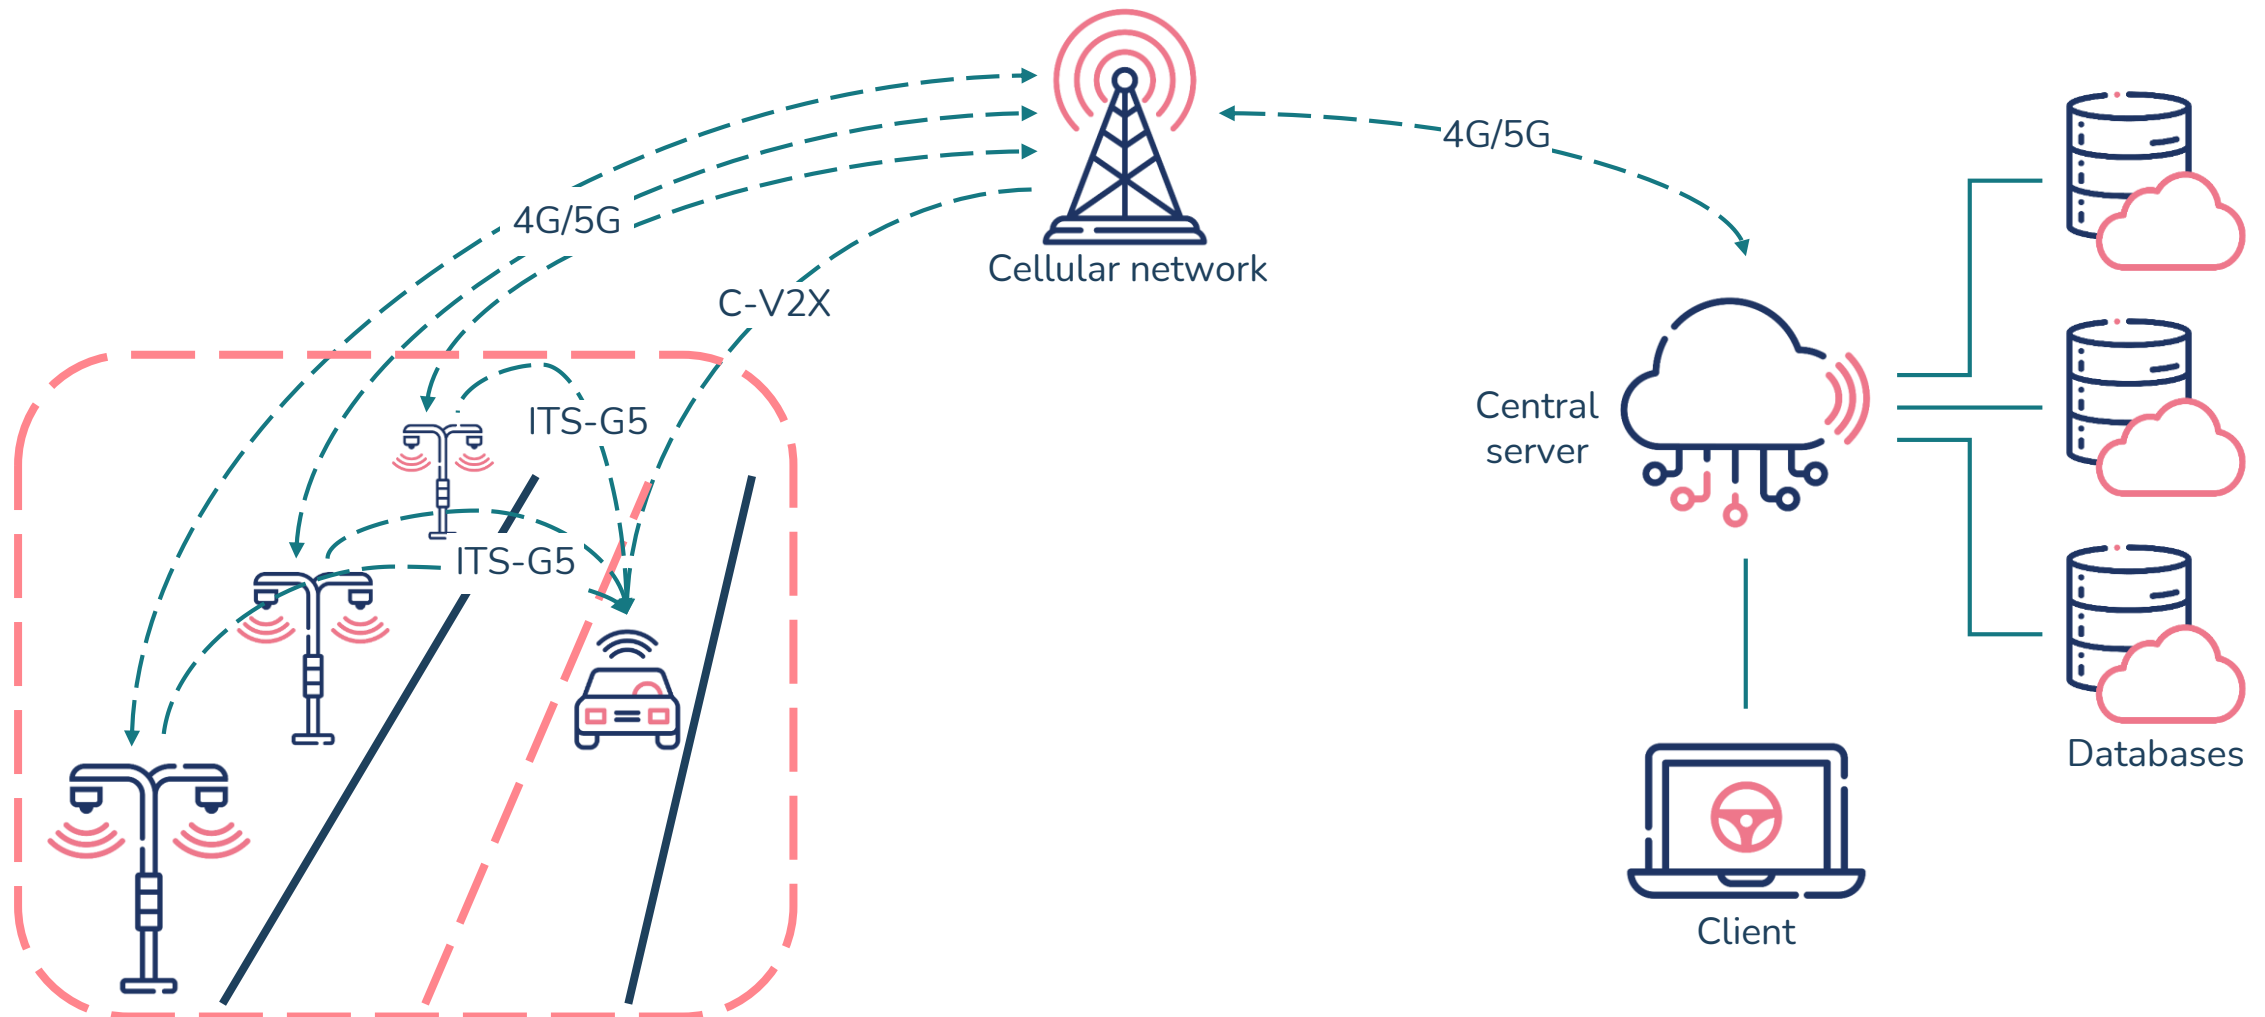 4G/5G
4G/5G
Cellular network
C-V2X
ITS-G5
ITS-G5
Central
server
Databases
Client